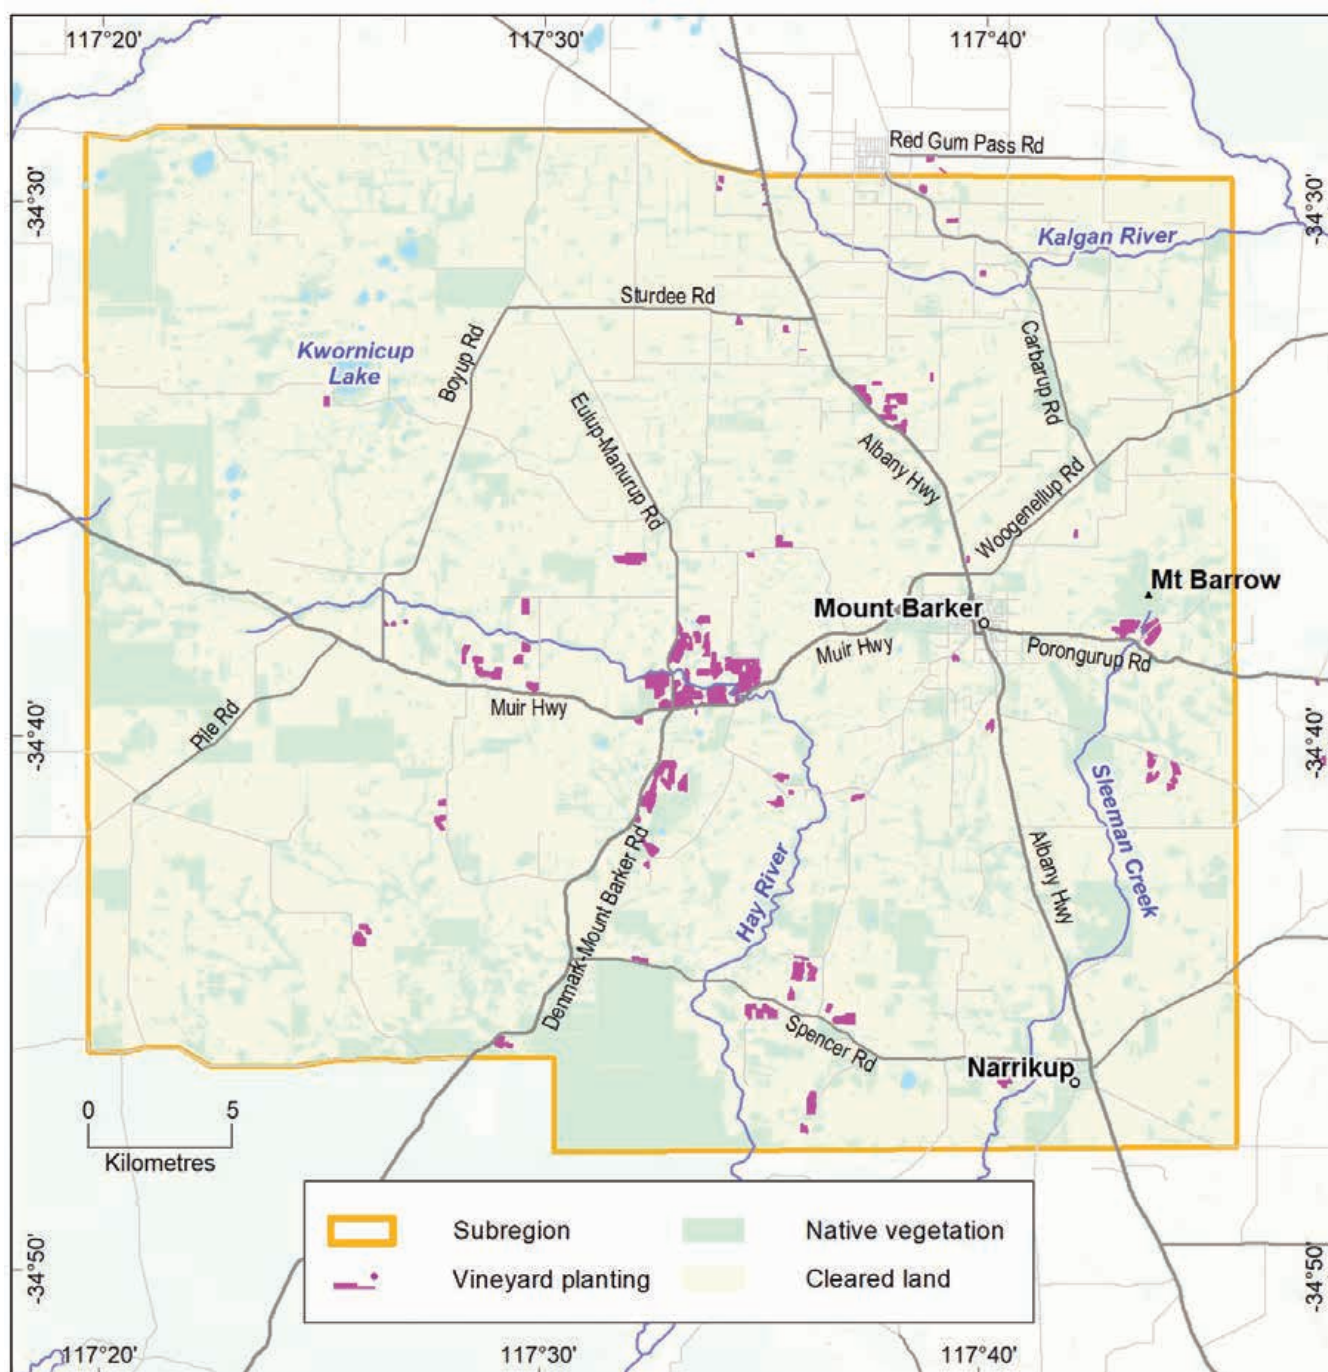 117°20'
117°30'
117°40'
Red Gum Pass Rd
-34°30'
-34°30'
Kalgan River
Sturdee Rd
Kwornicup
Lake
Boyup Rd
Carbarup Rd
Eulup-Manurup Rd
Albany Hwy
Woogenellup Rd
Mt Barrow
Mount Barker
Muir Hwy
Porongurup Rd
Muir Hwy
Pile Rd
-34°40'
-34°40'
Sleeman Creek
Denmark-Mount Barker Rd
Hay River
Albany Hwy
Spencer Rd
Narrikup
0 5
Kilometres
Subregion
Native vegetation
Vineyard planting
Cleared land
-34°50'
-34°50'
117°20'
117°30'
117°40'